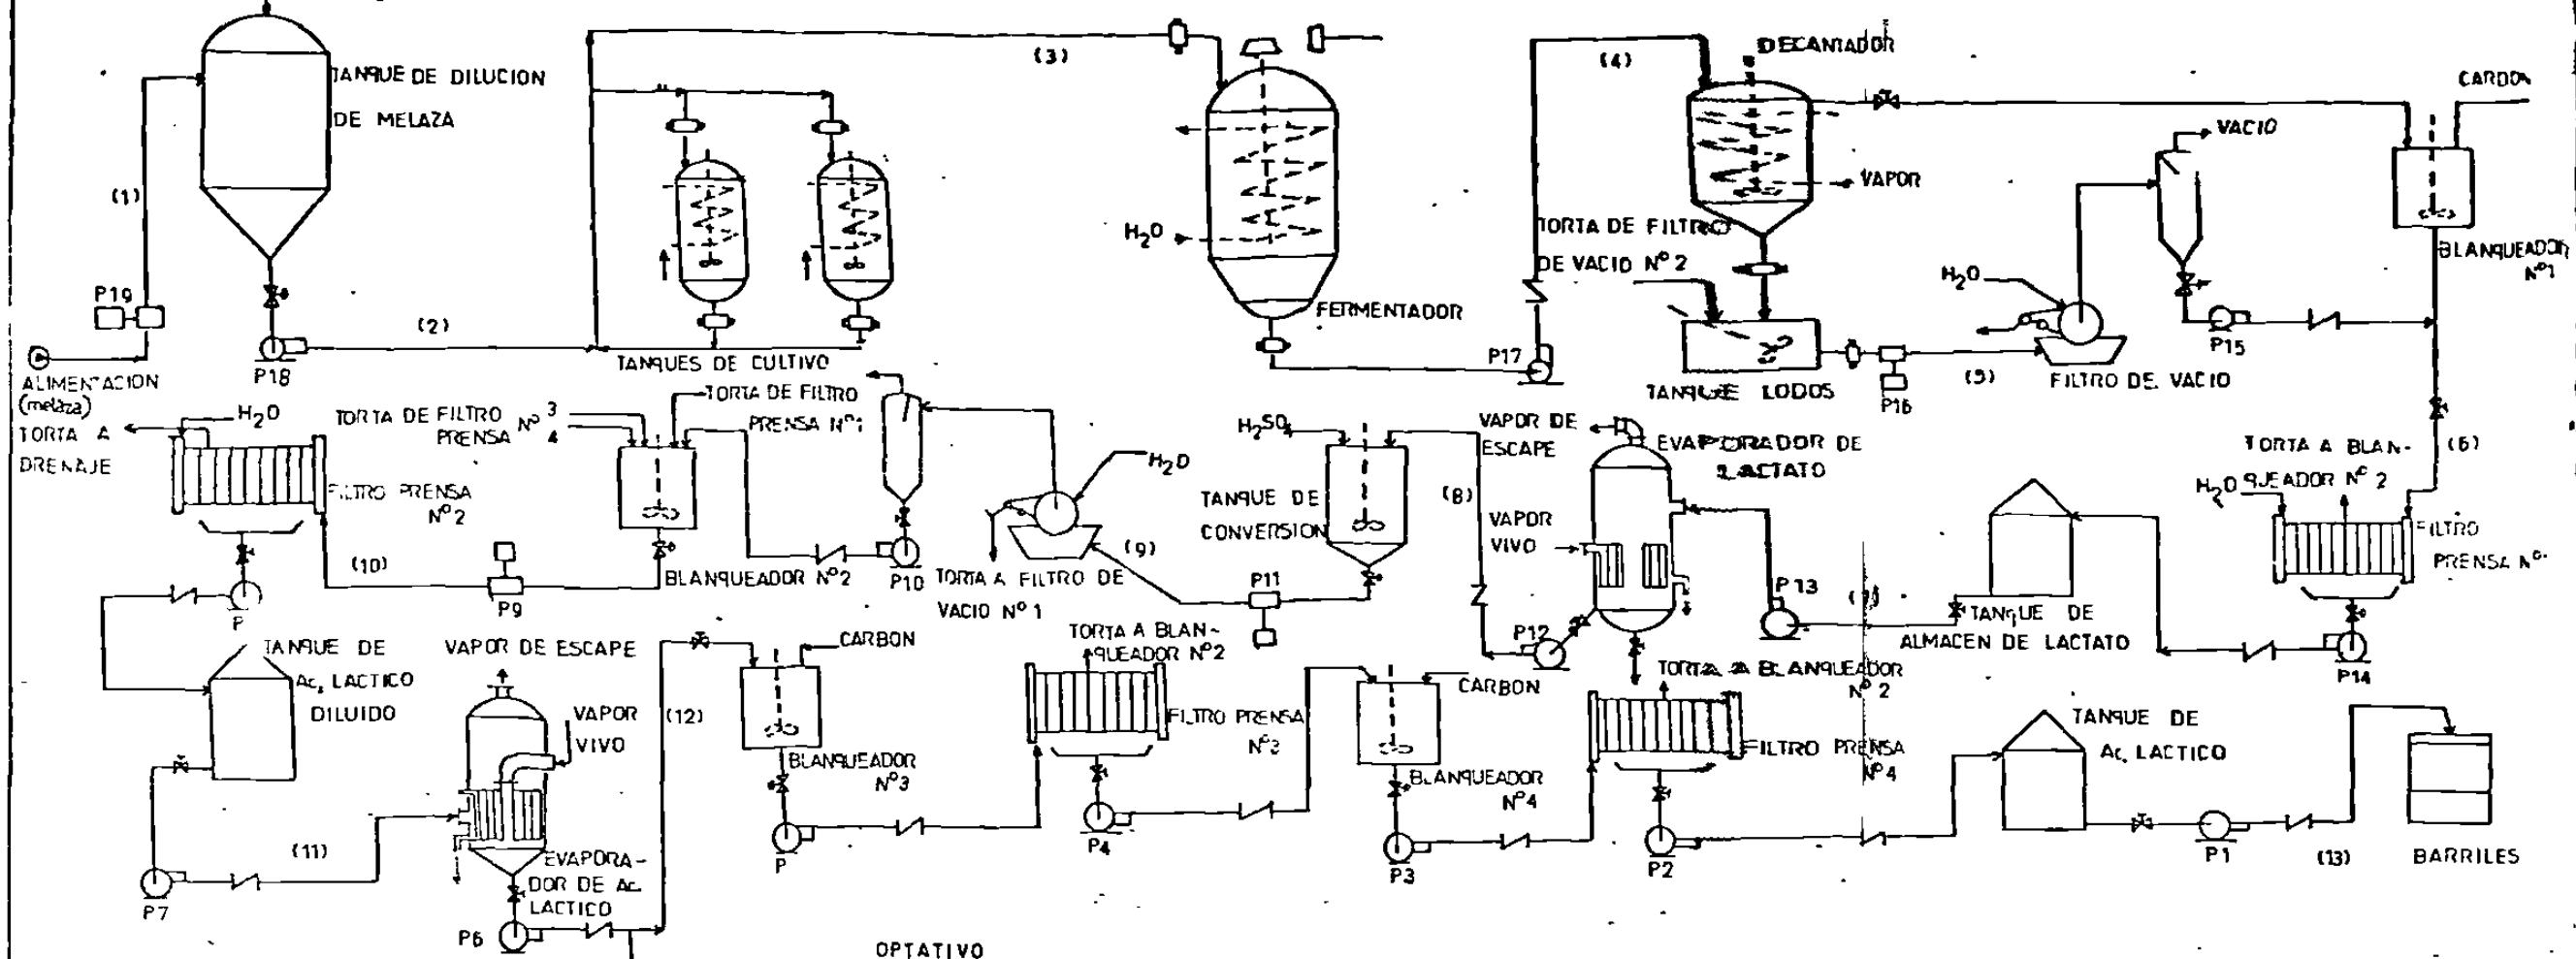 TANQUE DE DILUCION
DE MELAZA
(1)
P19
ALIMENTACION
(melaza)
P18
(2)
TANQUES DE CULTIVO
(3)
H2O
FERMENTADOR
P17
(4)
DECANTADOR
VAPOR
TORTA DE FILTRO
DE VACIO Nº 2
TANQUE LODOS
P16
(5)
H2O
FILTRO DE VACIO
VACIO
P15
CARBON
BLANQUEADOR
Nº1
(6)
TORTA A BLAN-
QUEADOR Nº 2
H2O
FILTRO
PRENSA Nº
P14
TANQUE DE
ALMACEN DE LACTATO
P13
EVAPORADOR DE
LACTATO
VAPOR DE
ESCAPE
VAPOR
VIVO
P12
(8)
H2SO4
TANQUE DE
CONVERSION
P11
(9)
H2O
TORTA A FILTRO DE
VACIO Nº 1
P10
TORTA DE FILTRO
PRENSA Nº1
TORTA DE FILTRO
PRENSA Nº 3
4
BLANQUEADOR Nº2
P9
(10)
H2O
TORTA A
DRENAJE
FILTRO PRENSA
Nº2
P
TANQUE DE
Ac. LACTICO
DILUIDO
P7
(11)
VAPOR DE ESCAPE
VAPOR
VIVO
EVAPORA-
DOR DE Ac.
LACTICO
P6
(12)
CARBON
BLANQUEADOR
Nº3
P
TORTA A BLAN-
QUEADOR Nº2
FILTRO PRENSA
Nº3
P4
CARBON
BLANQUEADOR
Nº4
P3
TORTA A BLANQUEADOR
Nº 2
FILTRO PRENSA
Nº4
P2
TANQUE DE
Ac. LACTICO
P1
(13)
BARRILES
OPTATIVO